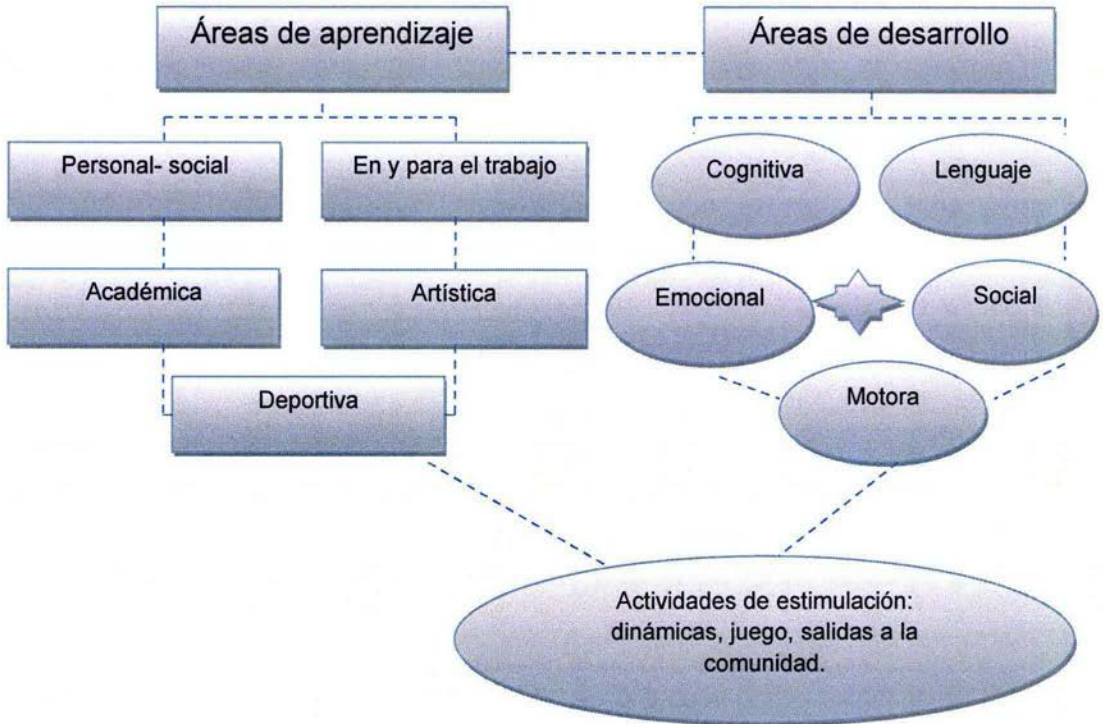 Áreas de aprendizaje
Áreas de desarrollo
Personal- social
En y para el trabajo
Cognitiva
Lenguaje
Académica
Artística
Emocional
Social
Deportiva
Motora
Actividades de estimulación:
dinámicas, juego, salidas a la
comunidad.